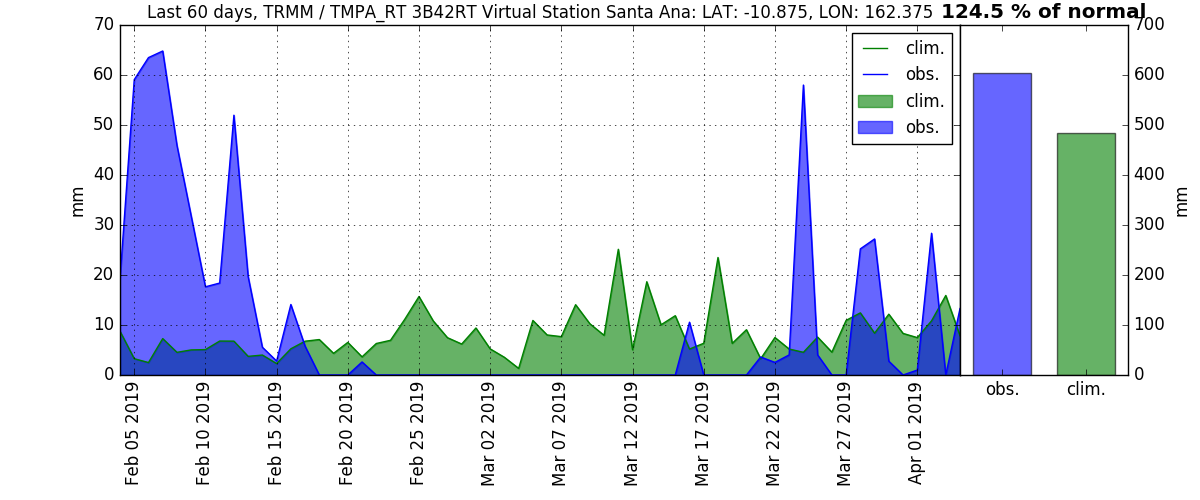 Last 60 days, TRMM / TMPA_RT 3B42RT Virtual Station Santa Ana: LAT: -10.875, LON: 162.375 124.5 % of normal
70
60
50
40
30
20
10
0
mm
clim.
obs.
clim.
obs.
700
600
500
400
300
200
100
0
mm
obs.
clim.
Feb 05 2019
Feb 10 2019
Feb 15 2019
Feb 20 2019
Feb 25 2019
Mar 02 2019
Mar 07 2019
Mar 12 2019
Mar 17 2019
Mar 22 2019
Mar 27 2019
Apr 01 2019